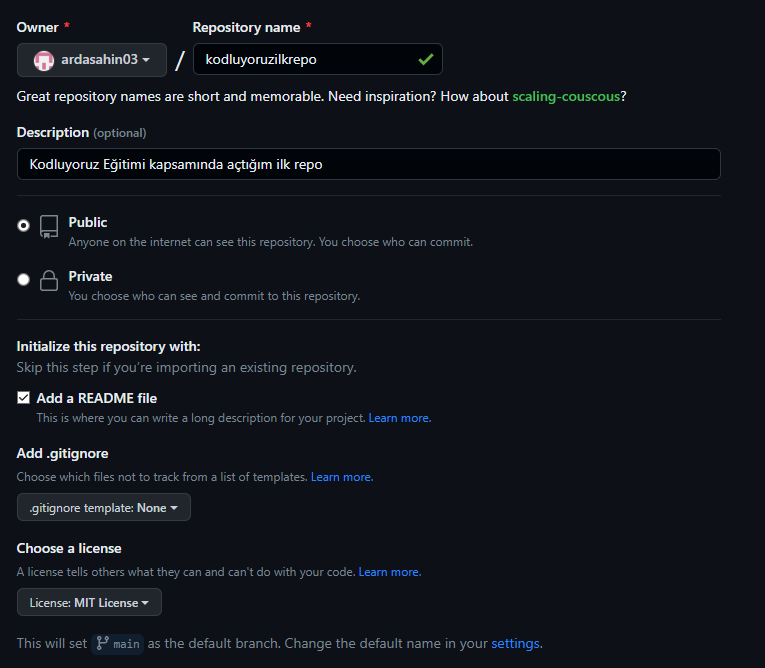 Owner * Repository name *
ardasahin03 / kodluyoruzilkrepo
Great repository names are short and memorable. Need inspiration? How about scaling-couscous?
Description (optional)
Kodluyoruz Eğitimi kapsamında açtığım ilk repo
Public
Anyone on the internet can see this repository. You choose who can commit.
Private
You choose who can see and commit to this repository.
Initialize this repository with:
Skip this step if you're importing an existing repository.
Add a README file
This is where you can write a long description for your project. Learn more.
Add .gitignore
Choose which files not to track from a list of templates. Learn more.
.gitignore template: None
Choose a license
A license tells others what they can and can't do with your code. Learn more.
License: MIT License
This will set main as the default branch. Change the default name in your settings.